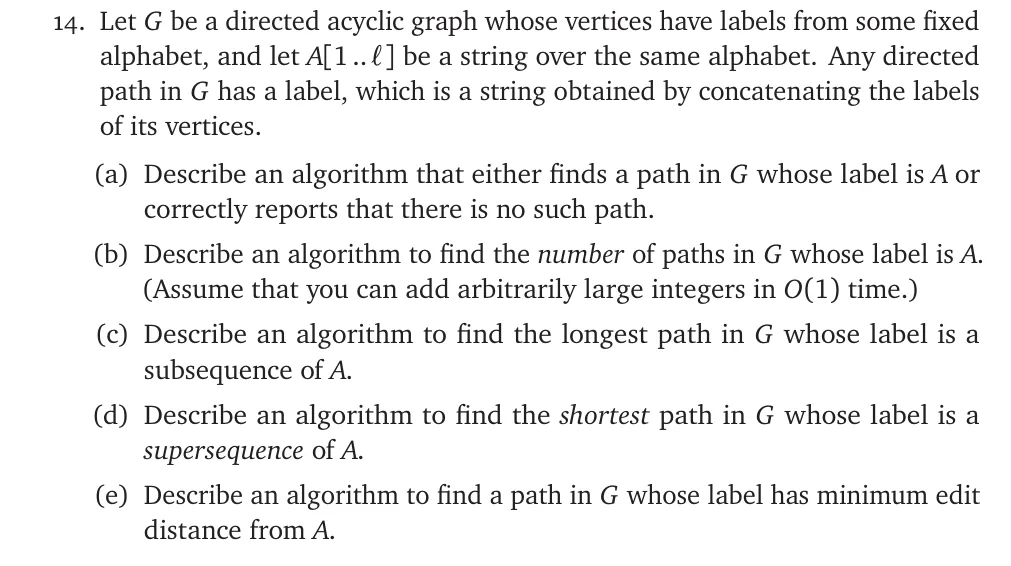 14. Let G be a directed acyclic graph whose vertices have labels from some fixed
alphabet, and let A[1 .. ℓ] be a string over the same alphabet. Any directed
path in G has a label, which is a string obtained by concatenating the labels
of its vertices.
(a) Describe an algorithm that either finds a path in G whose label is A or
correctly reports that there is no such path.
(b) Describe an algorithm to find the number of paths in G whose label is A.
(Assume that you can add arbitrarily large integers in O(1) time.)
(c) Describe an algorithm to find the longest path in G whose label is a
subsequence of A.
(d) Describe an algorithm to find the shortest path in G whose label is a
supersequence of A.
(e) Describe an algorithm to find a path in G whose label has minimum edit
distance from A.